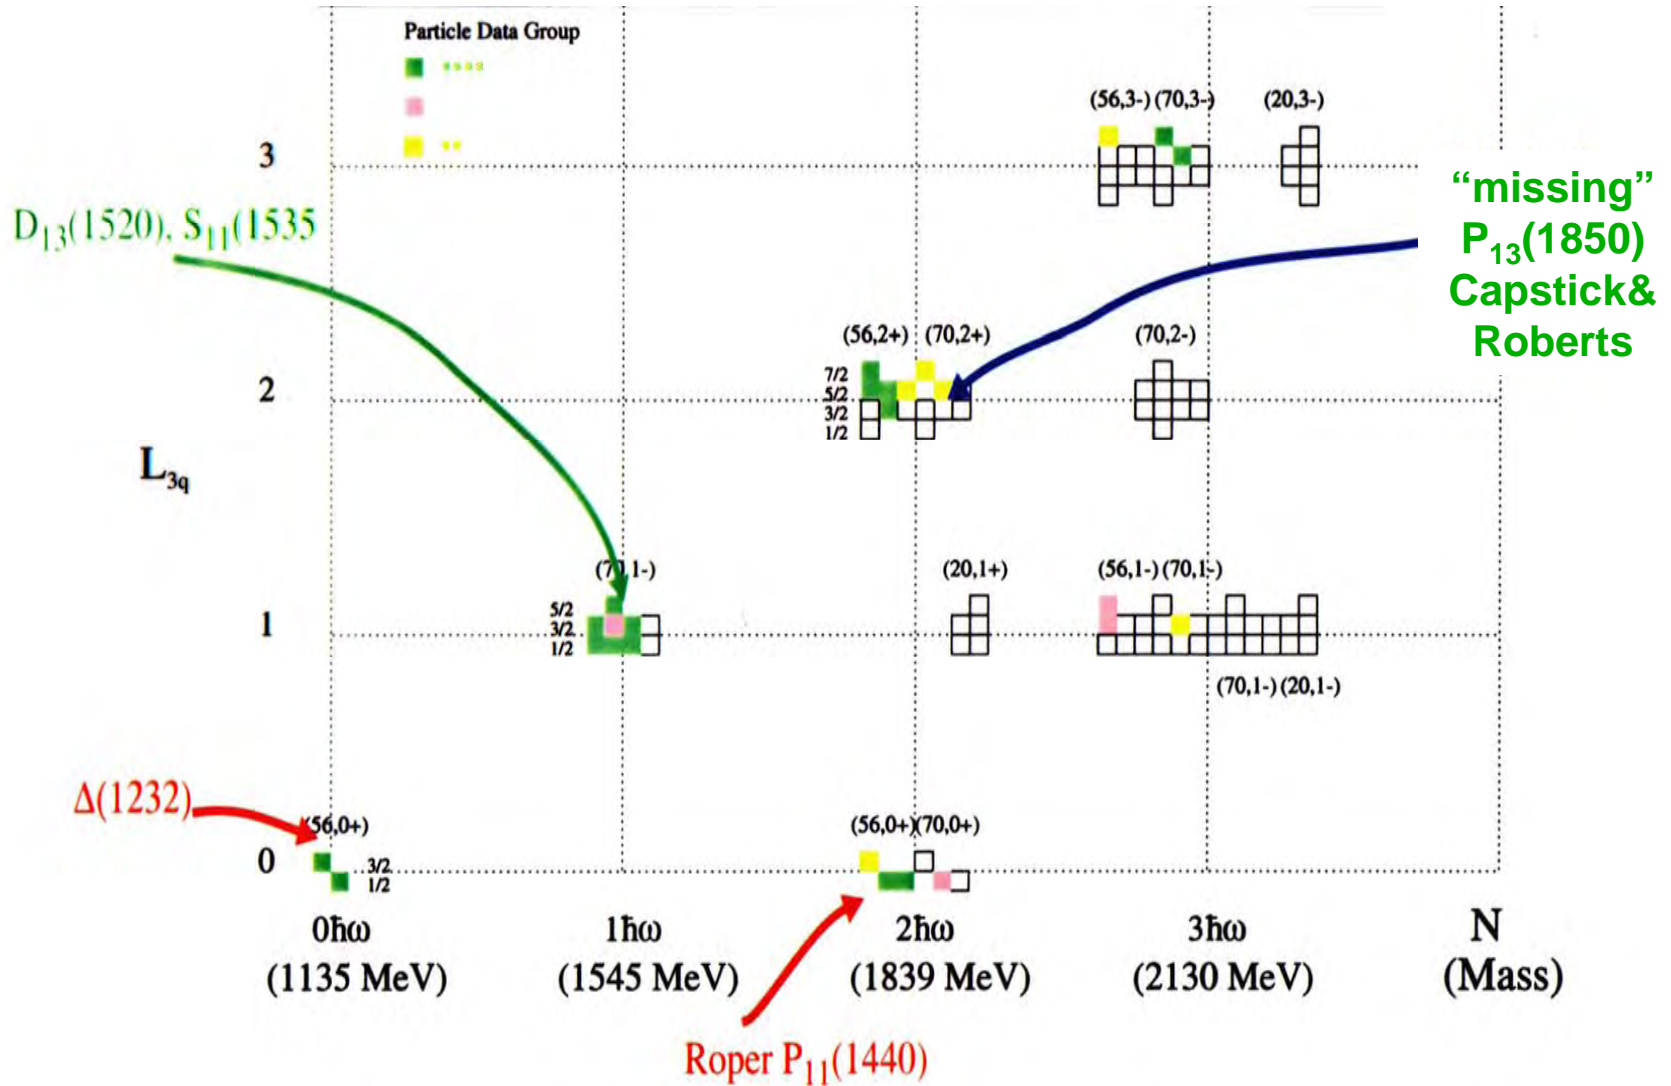 Particle Data Group
****
**
(56,3-) (70,3-) (20,3-)
3
“missing”
P13(1850)
Capstick&
Roberts
D13(1520), S11(1535
(56,2+) (70,2+) (70,2-)
7/2
5/2
3/2
1/2
2
L3q
(70,1-) (20,1+) (56,1-) (70,1-)
5/2
3/2
1/2
1
(70,1-) (20,1-)
Δ(1232)
(56,0+) (56,0+) (70,0+)
0
3/2
1/2
0ħω 1ħω 2ħω 3ħω N
(1135 MeV) (1545 MeV) (1839 MeV) (2130 MeV) (Mass)
Roper P11(1440)